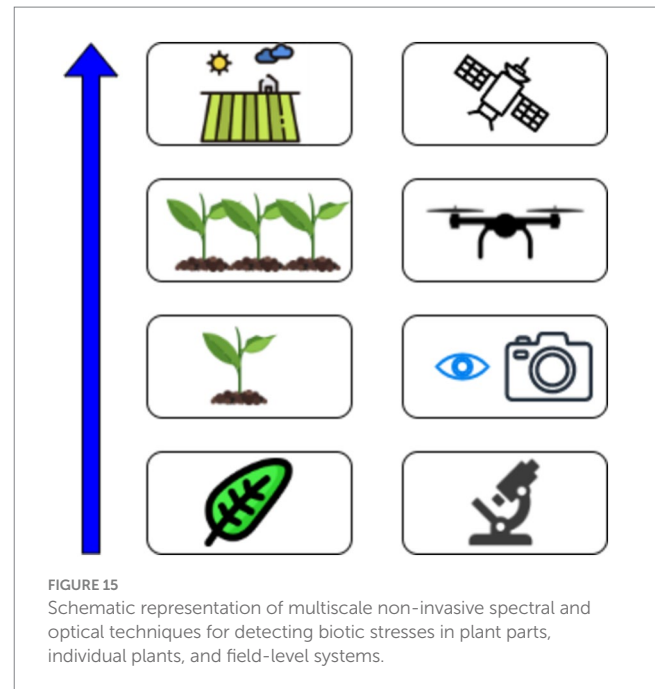 FIGURE 15
Schematic representation of multiscale non-invasive spectral and
optical techniques for detecting biotic stresses in plant parts,
individual plants, and field-level systems.